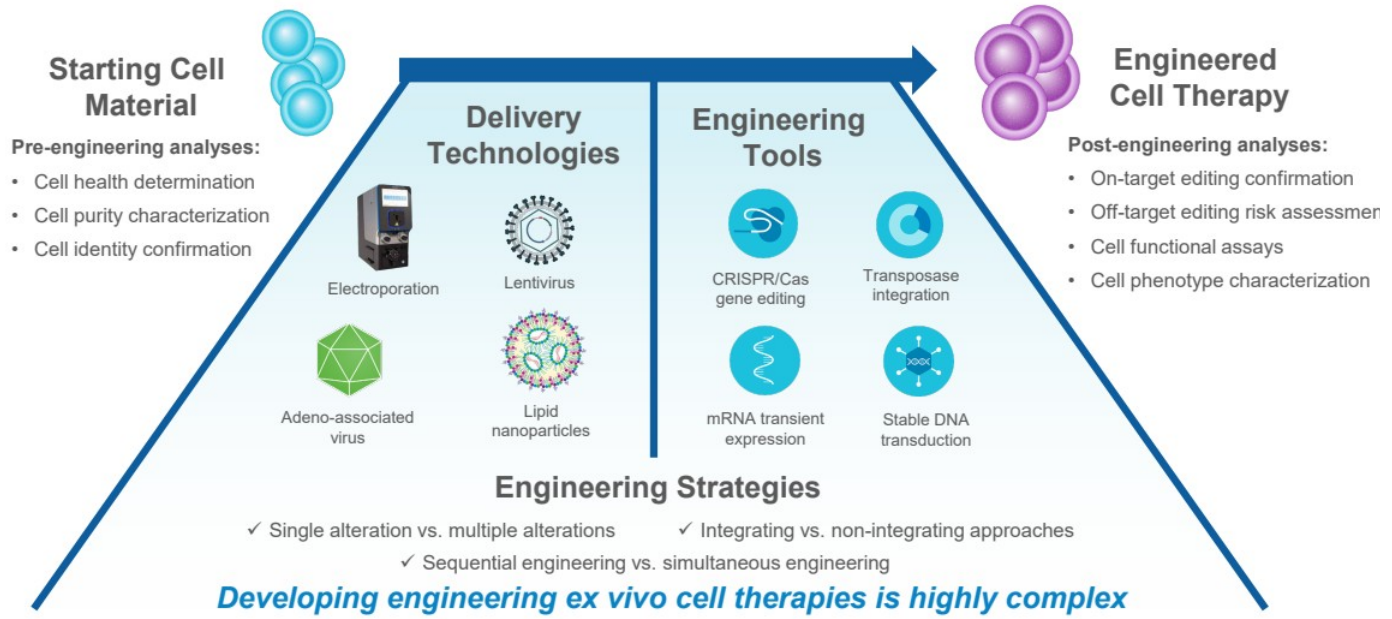 Starting Cell
Material
Pre-engineering analyses:
• Cell health determination
• Cell purity characterization
• Cell identity confirmation
Delivery
Technologies
Electroporation
Lentivirus
Adeno-associated
virus
Lipid
nanoparticles
Engineering
Tools
CRISPR/Cas
gene editing
Transposase
integration
mRNA transient
expression
Stable DNA
transduction
Engineered
Cell Therapy
Post-engineering analyses:
• On-target editing confirmation
• Off-target editing risk assessmen
• Cell functional assays
• Cell phenotype characterization
Engineering Strategies
✓ Single alteration vs. multiple alterations
✓ Integrating vs. non-integrating approaches
✓ Sequential engineering vs. simultaneous engineering
Developing engineering ex vivo cell therapies is highly complex